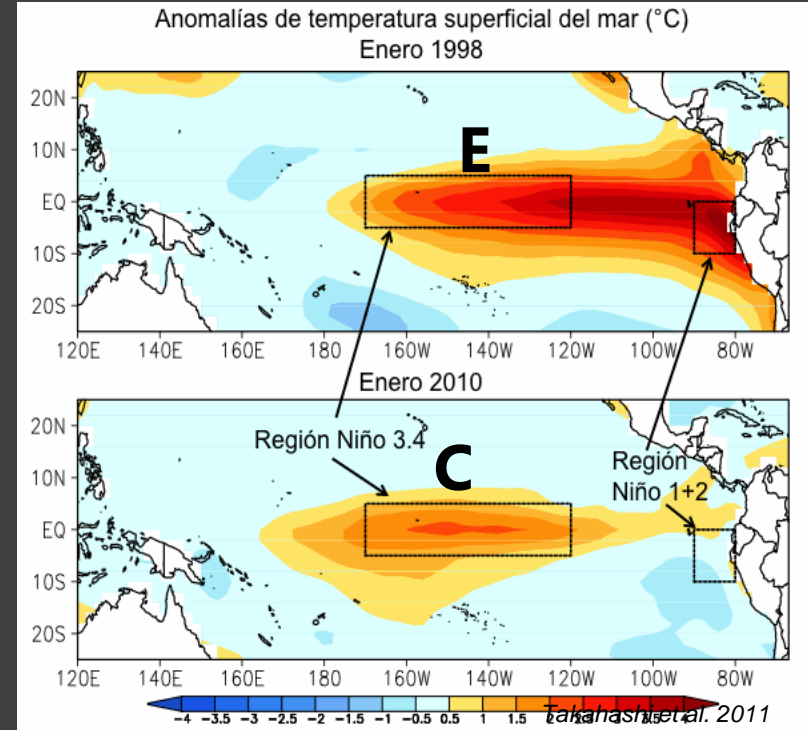 Anomalías de temperatura superficial del mar (°C)
Enero 1998
E
20N
10N
EQ
10S
20S
120E 140E 160E 180 160W 140W 120W 100W 80W
Enero 2010
Región Niño 3.4
C
Región
Niño 1+2
20N
10N
EQ
10S
20S
120E 140E 160E 180 160W 140W 120W 100W 80W
-4 -3.5 -3 -2.5 -2 -1.5 -1 -0.5 0.5 1 1.5
Takahashi et al. 2011